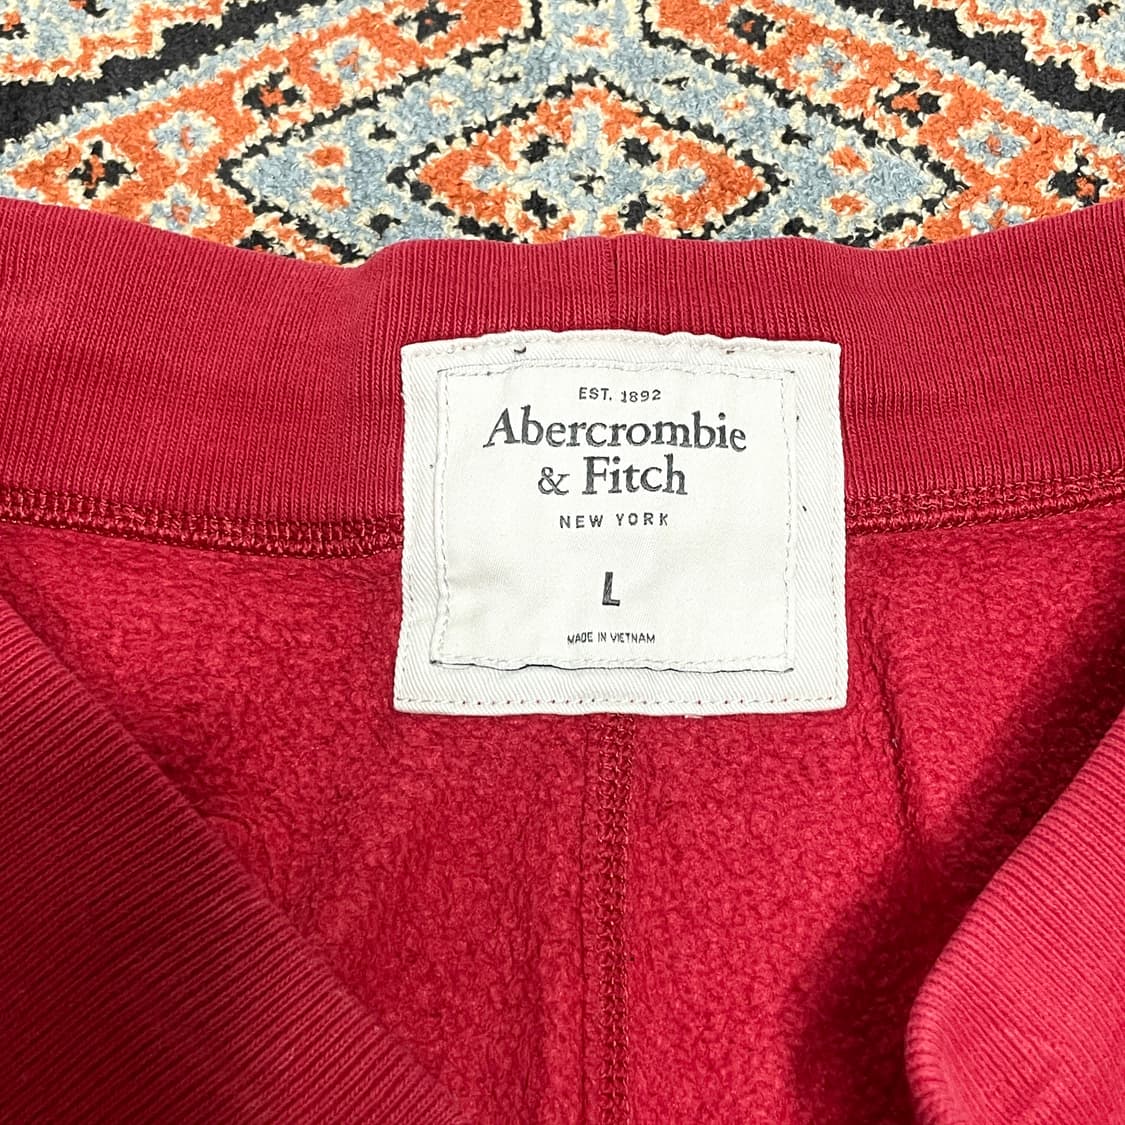 EST. 1892
Abercrombie
& Fitch
NEW YORK
L
MADE IN VIETNAM